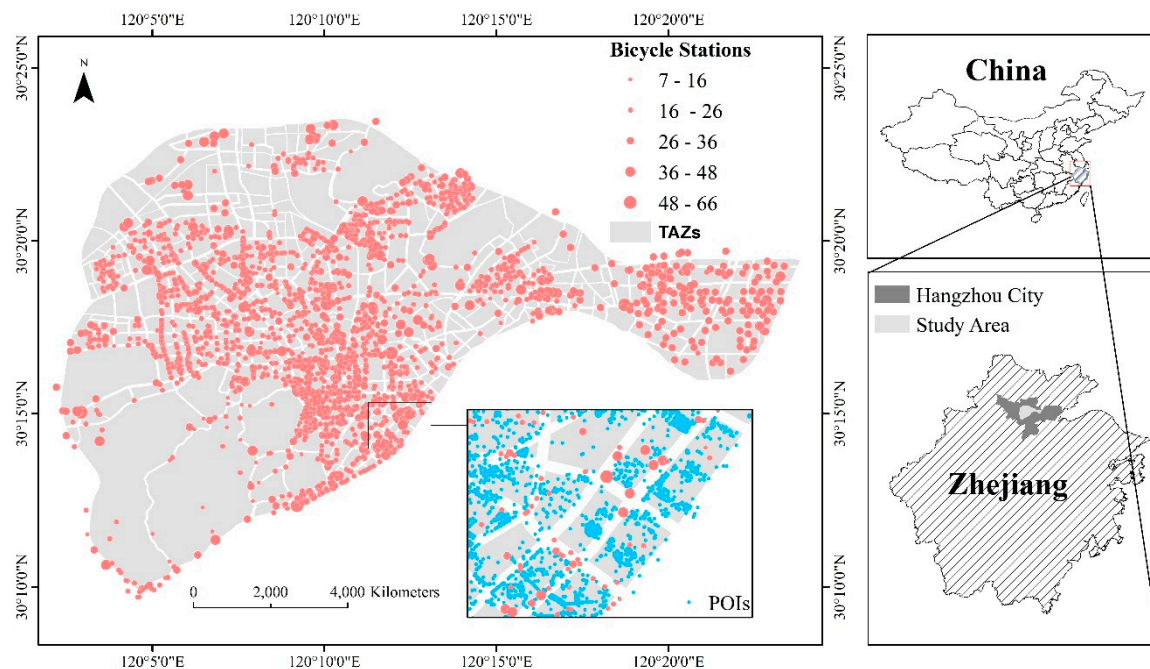 120°5'0"E 120°10'0"E 120°15'0"E 120°20'0"E
30°25'0"N
30°20'0"N
30°15'0"N
30°10'0"N
N
Bicycle Stations
7 - 16
16 - 26
26 - 36
36 - 48
48 - 66
TAZs
0 2,000 4,000 Kilometers
POIs
30°25'0"N
30°20'0"N
30°15'0"N
30°10'0"N
120°5'0"E 120°10'0"E 120°15'0"E 120°20'0"E
China
Hangzhou City
Study Area
Zhejiang